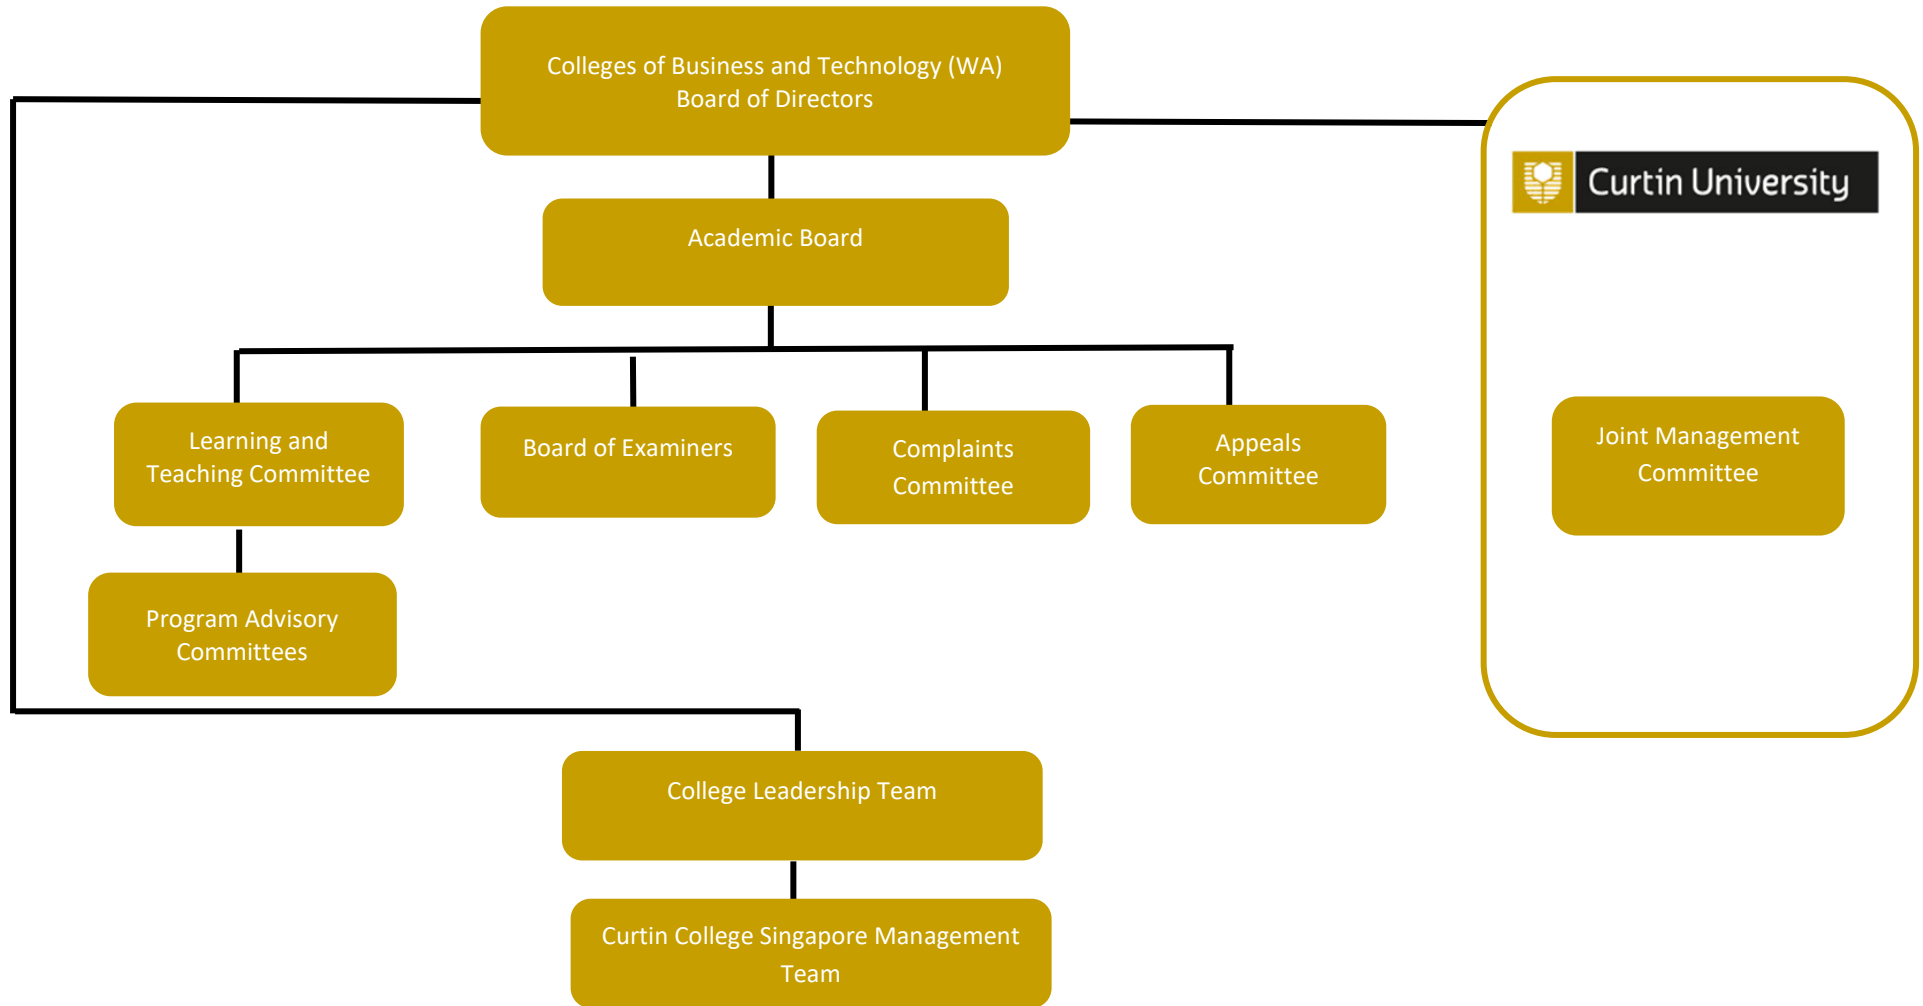 Colleges of Business and Technology (WA)
Board of Directors
Curtin University
Academic Board
Learning and
Teaching Committee
Board of Examiners
Complaints
Committee
Appeals
Committee
Joint Management
Committee
Program Advisory
Committees
College Leadership Team
Curtin College Singapore Management
Team